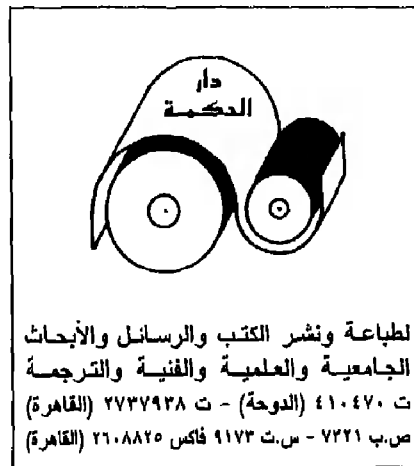 دار
الحكمة
لطباعة ونشر الكتب والرسائل والأبحاث
الجامعية والعلمية والفنية والترجمة
ت ٤١٠٤٧٠ (الدوحة) - ت ٢٧٣٧٩٣٨ (القاهرة)
ص.ب ٧٣٢١ - س.ت ٩١٧٣ فاكس ٢٦٠٨٨٢٥ (القاهرة)